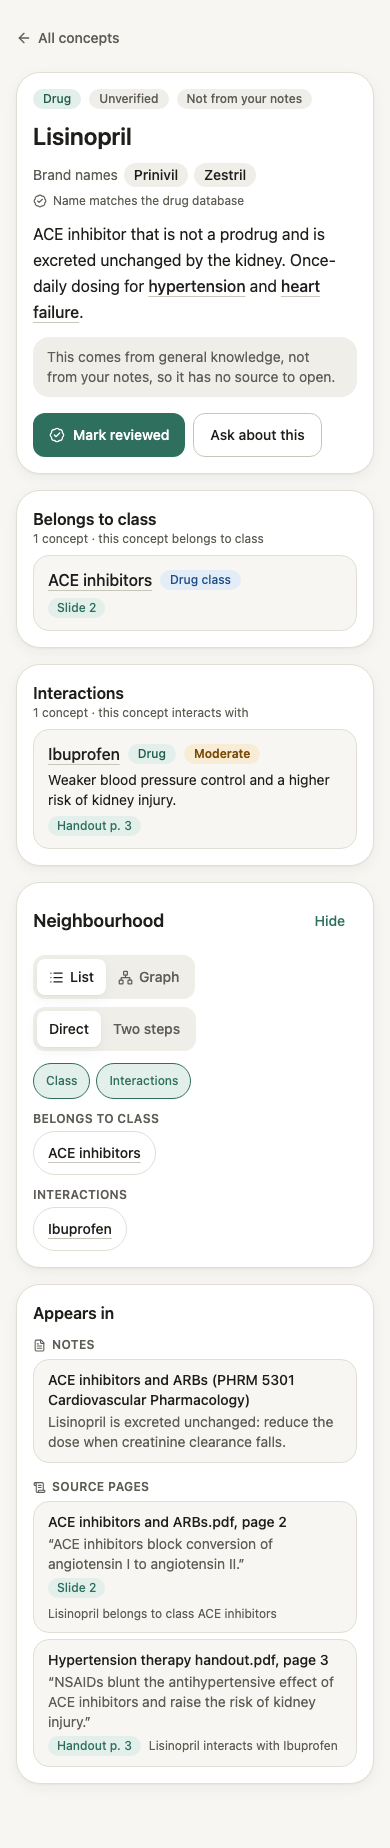 All concepts
Drug Unverified Not from your notes
Lisinopril
Brand names Prinivil Zestril
Name matches the drug database
ACE inhibitor that is not a prodrug and is
excreted unchanged by the kidney. Once-
daily dosing for hypertension and heart
failure.
This comes from general knowledge, not
from your notes, so it has no source to open.
Mark reviewed Ask about this
Belongs to class
1 concept · this concept belongs to class
ACE inhibitors Drug class
Slide 2
Interactions
1 concept · this concept interacts with
Ibuprofen Drug Moderate
Weaker blood pressure control and a higher
risk of kidney injury.
Handout p. 3
Neighbourhood Hide
List Graph
Direct Two steps
Class Interactions
BELONGS TO CLASS
ACE inhibitors
INTERACTIONS
Ibuprofen
Appears in
NOTES
ACE inhibitors and ARBs (PHRM 5301
Cardiovascular Pharmacology)
Lisinopril is excreted unchanged: reduce the
dose when creatinine clearance falls.
SOURCE PAGES
ACE inhibitors and ARBs.pdf, page 2
“ACE inhibitors block conversion of
angiotensin I to angiotensin II.”
Slide 2
Lisinopril belongs to class ACE inhibitors
Hypertension therapy handout.pdf, page 3
“NSAIDs blunt the antihypertensive effect of
ACE inhibitors and raise the risk of kidney
injury.”
Handout p. 3 Lisinopril interacts with Ibuprofen